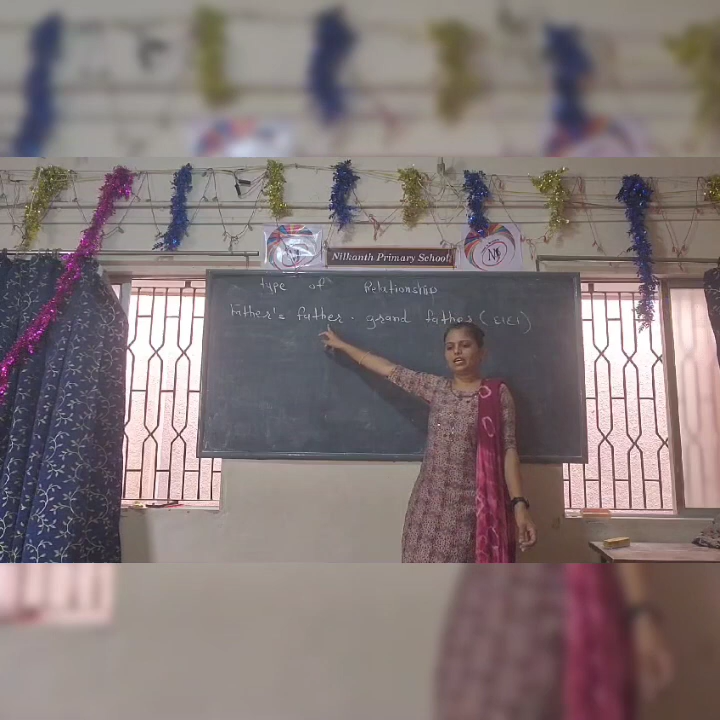 Nilkanth Primary School
type of Relationship
Father's father. grand father (દાદા)